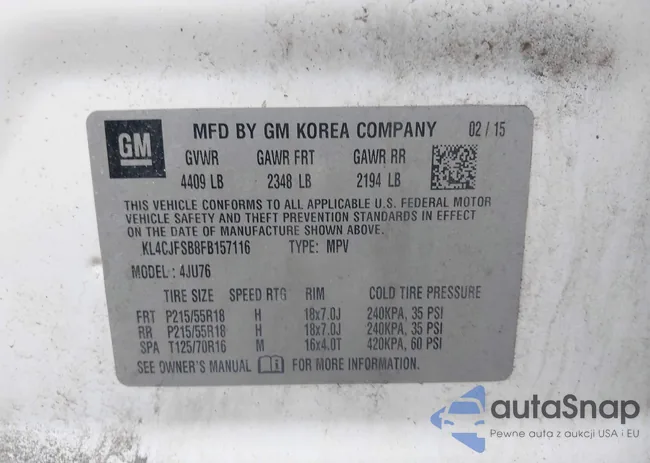 GM
MFD BY GM KOREA COMPANY 02 / 15
GVWR GAWR FRT GAWR RR
4409 LB 2348 LB 2194 LB
THIS VEHICLE CONFORMS TO ALL APPLICABLE U.S. FEDERAL MOTOR
VEHICLE SAFETY AND THEFT PREVENTION STANDARDS IN EFFECT
ON THE DATE OF MANUFACTURE SHOWN ABOVE.
KL4CJFSB8FB157116 TYPE: MPV
MODEL: 4JU76
TIRE SIZE SPEED RTG RIM COLD TIRE PRESSURE
FRT P215/55R18 H 18x7.0J 240KPA, 35 PSI
RR P215/55R18 H 18x7.0J 240KPA, 35 PSI
SPA T125/70R16 M 16x4.0T 420KPA, 60 PSI
SEE OWNER'S MANUAL FOR MORE INFORMATION.
autaSnap
Pewne auta z aukcji USA i EU